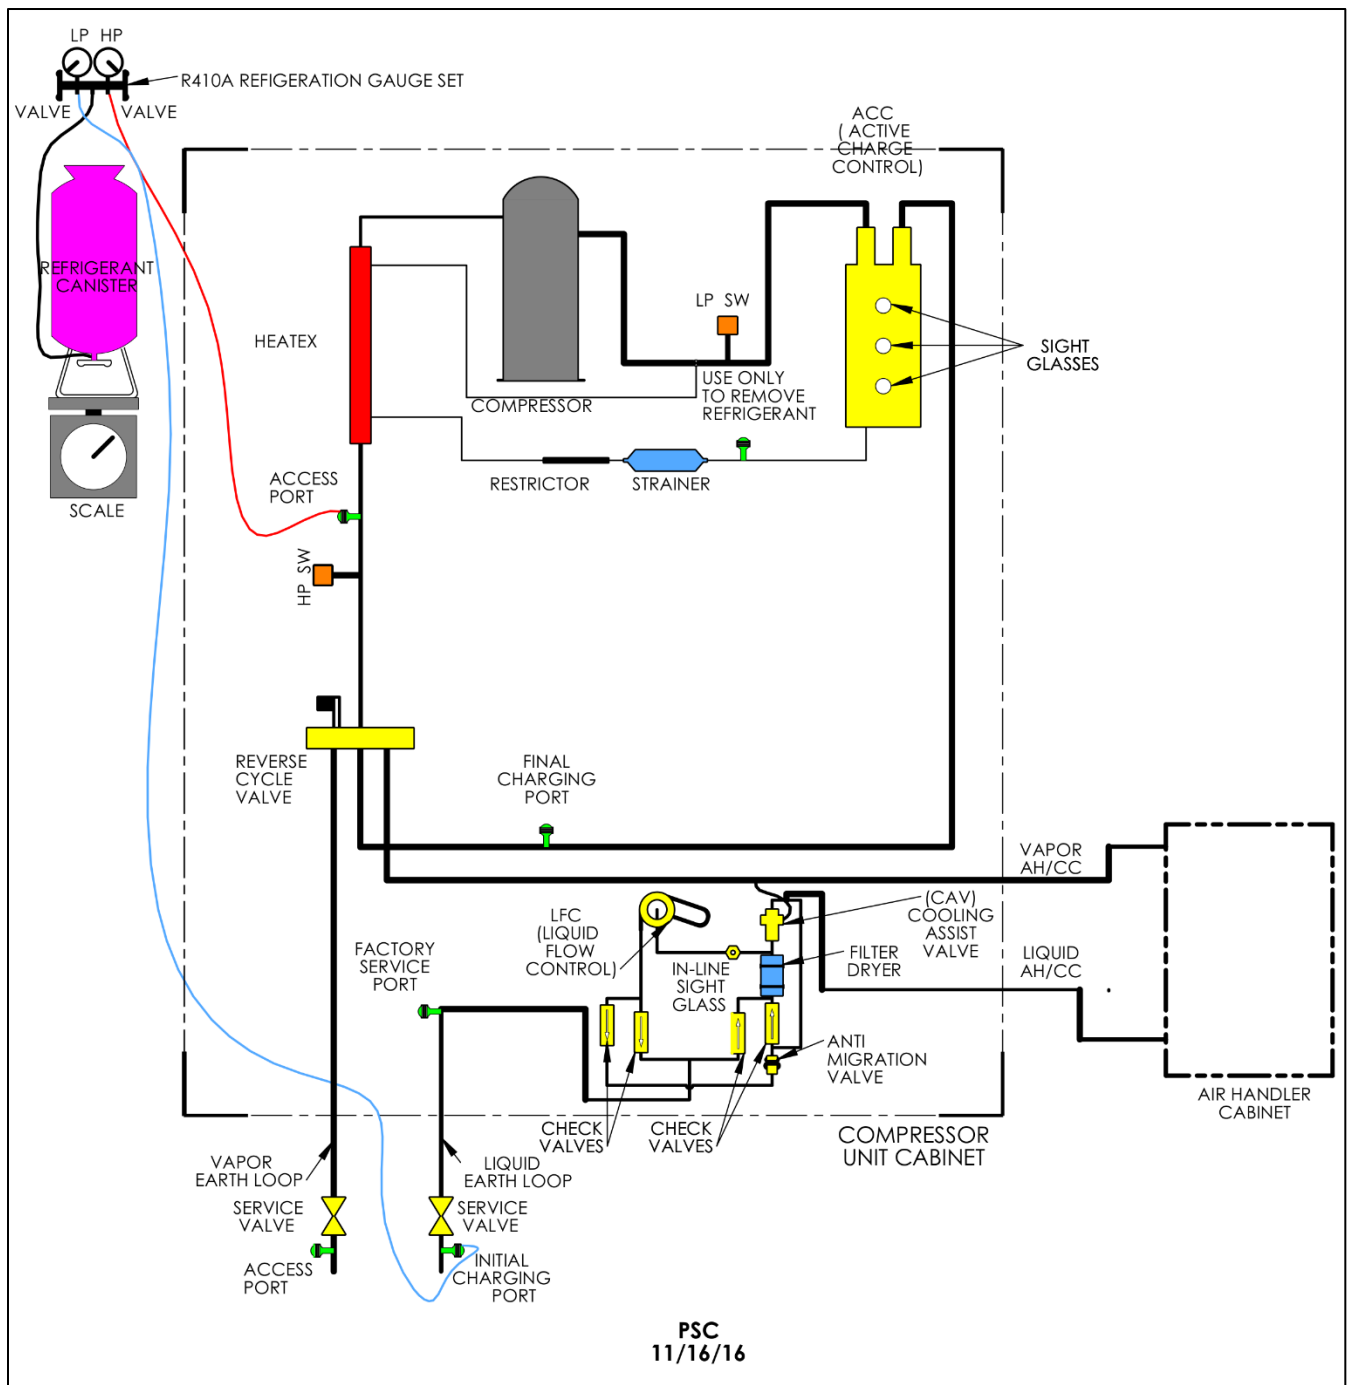 LP HP
R410A REFIGERATION GAUGE SET
VALVE VALVE
ACC
( ACTIVE
CHARGE
CONTROL)
REFRIGERANT
CANISTER
HEATEX
LP SW
SIGHT
GLASSES
USE ONLY
TO REMOVE
REFRIGERANT
COMPRESSOR
ACCESS
PORT
RESTRICTOR
STRAINER
SCALE
HP SW
REVERSE
CYCLE
VALVE
FINAL
CHARGING
PORT
VAPOR
AH/CC
(CAV)
COOLING
ASSIST
VALVE
LFC
(LIQUID
FLOW
CONTROL)
FACTORY
SERVICE
PORT
IN-LINE
SIGHT
GLASS
FILTER
DRYER
LIQUID
AH/CC
ANTI
MIGRATION
VALVE
AIR HANDLER
CABINET
CHECK
VALVES
CHECK
VALVES
COMPRESSOR
UNIT CABINET
VAPOR
EARTH LOOP
LIQUID
EARTH LOOP
SERVICE
VALVE
SERVICE
VALVE
ACCESS
PORT
INITIAL
CHARGING
PORT
PSC
11/16/16